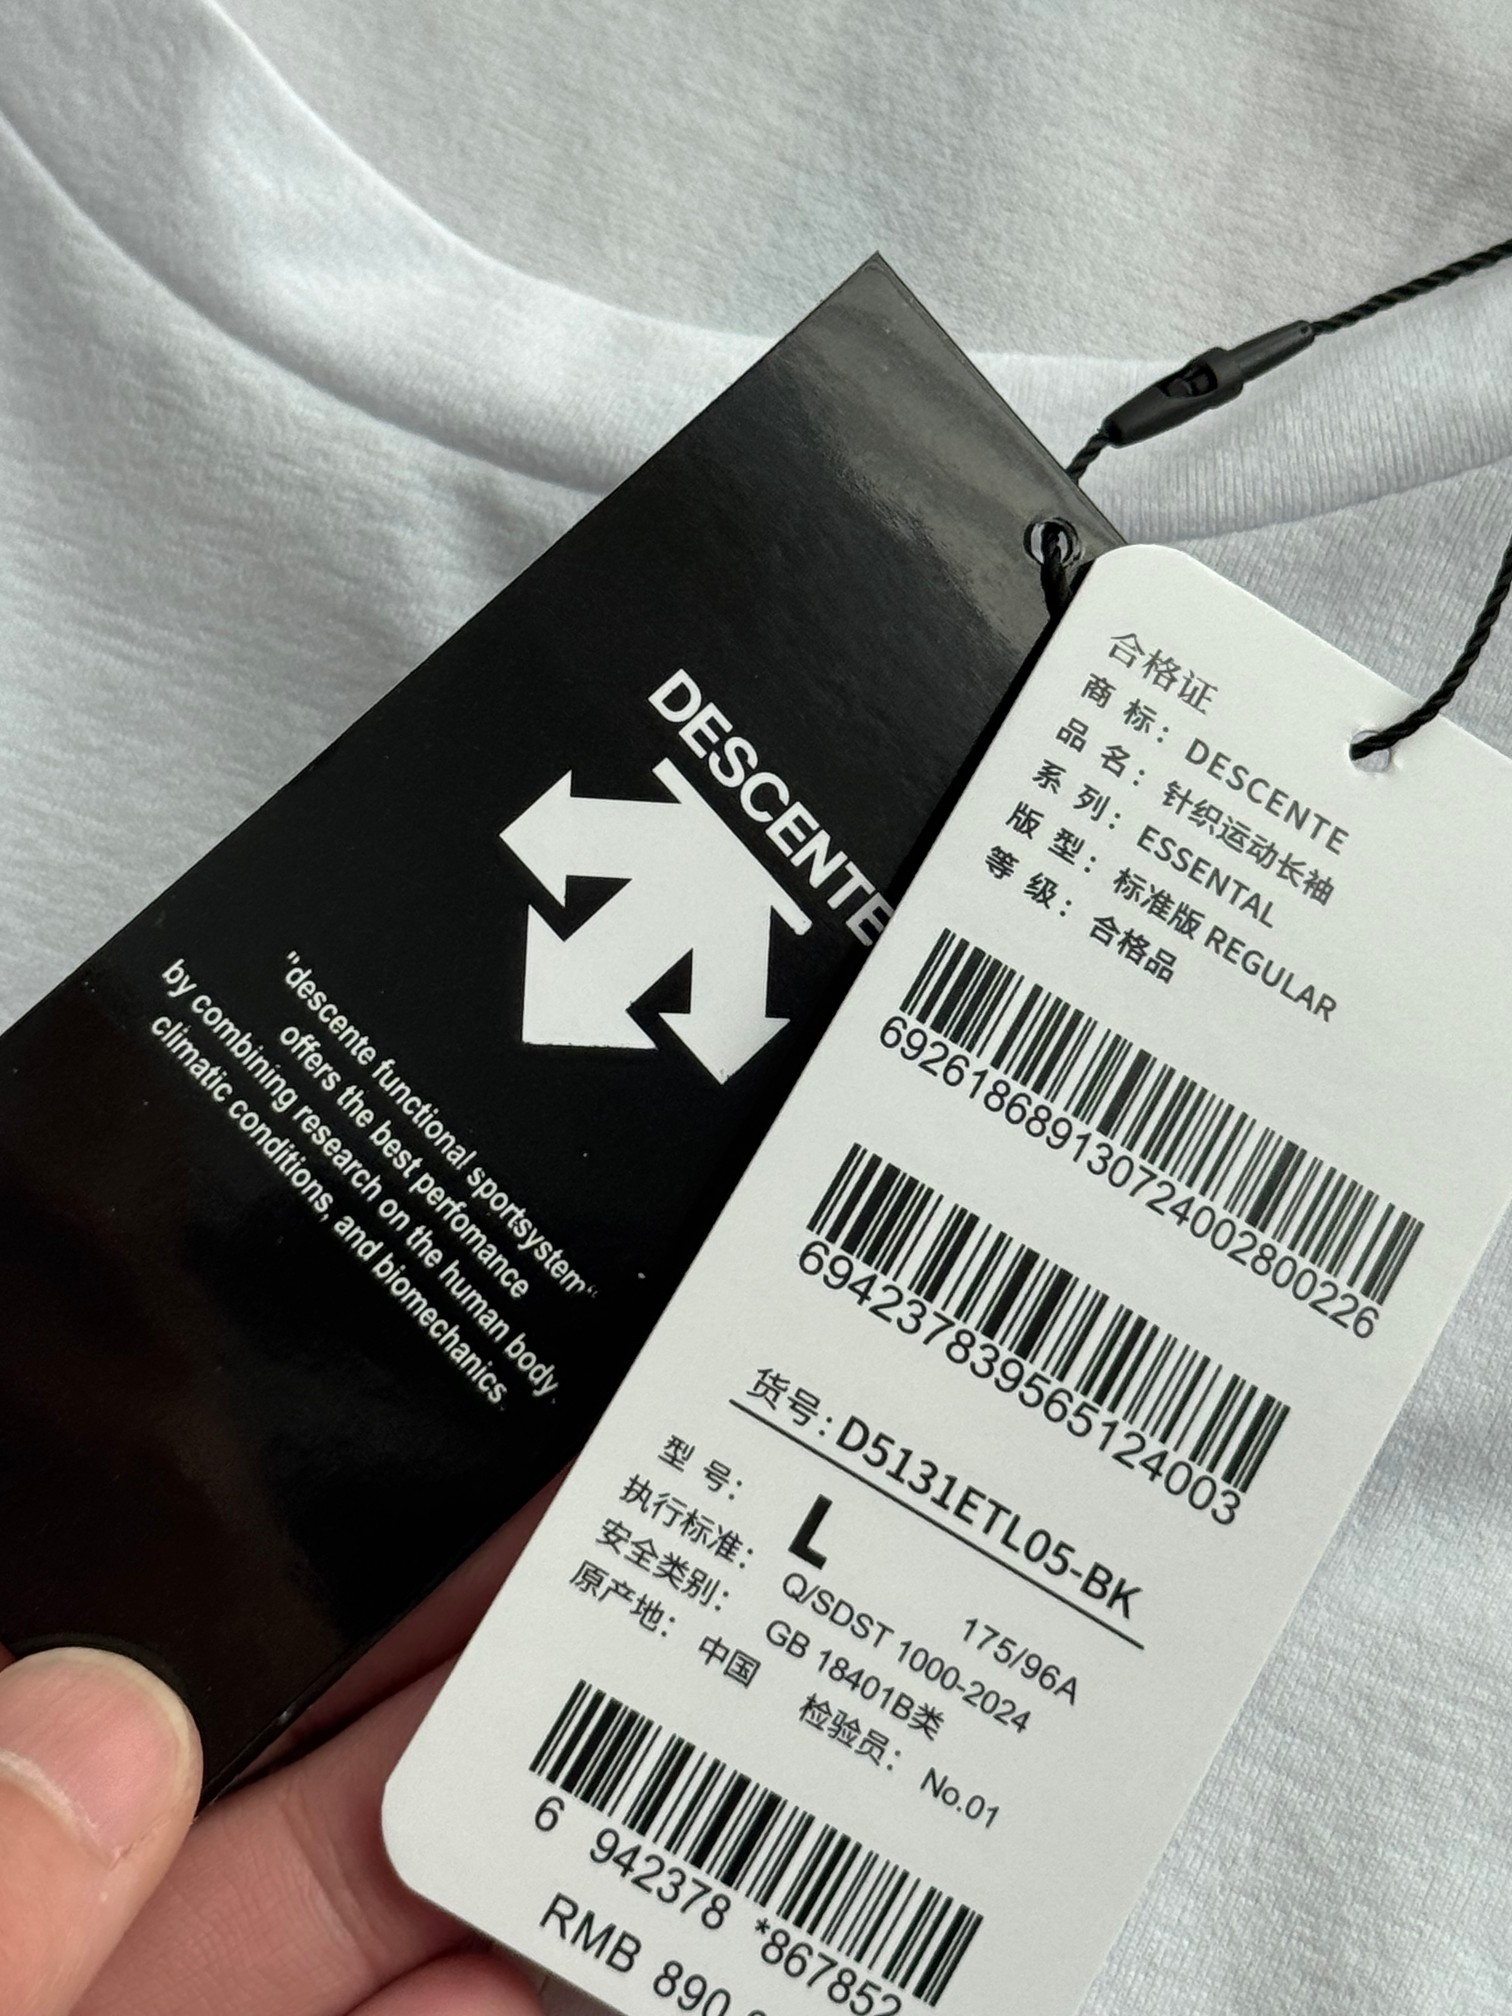 DESCENTE
"descente functional sportsystem"
offers the best perfomance
by combining research on the human body
climatic conditions, and biomechanics.
合格证
商 标： DESCENTE
品 名： 针织运动长袖
系 列： ESSENTAL
版 型： 标准版 REGULAR
等 级： 合格品
69261868913072400280​0226
694237839565124003
货号：D5131ETL05-BK
型 号： L 175/96A
执行标准： Q/SDST 1000-2024
安全类别： GB 18401B类
原产地： 中国 检验员： No.01
6 942378 *867852
RMB 890